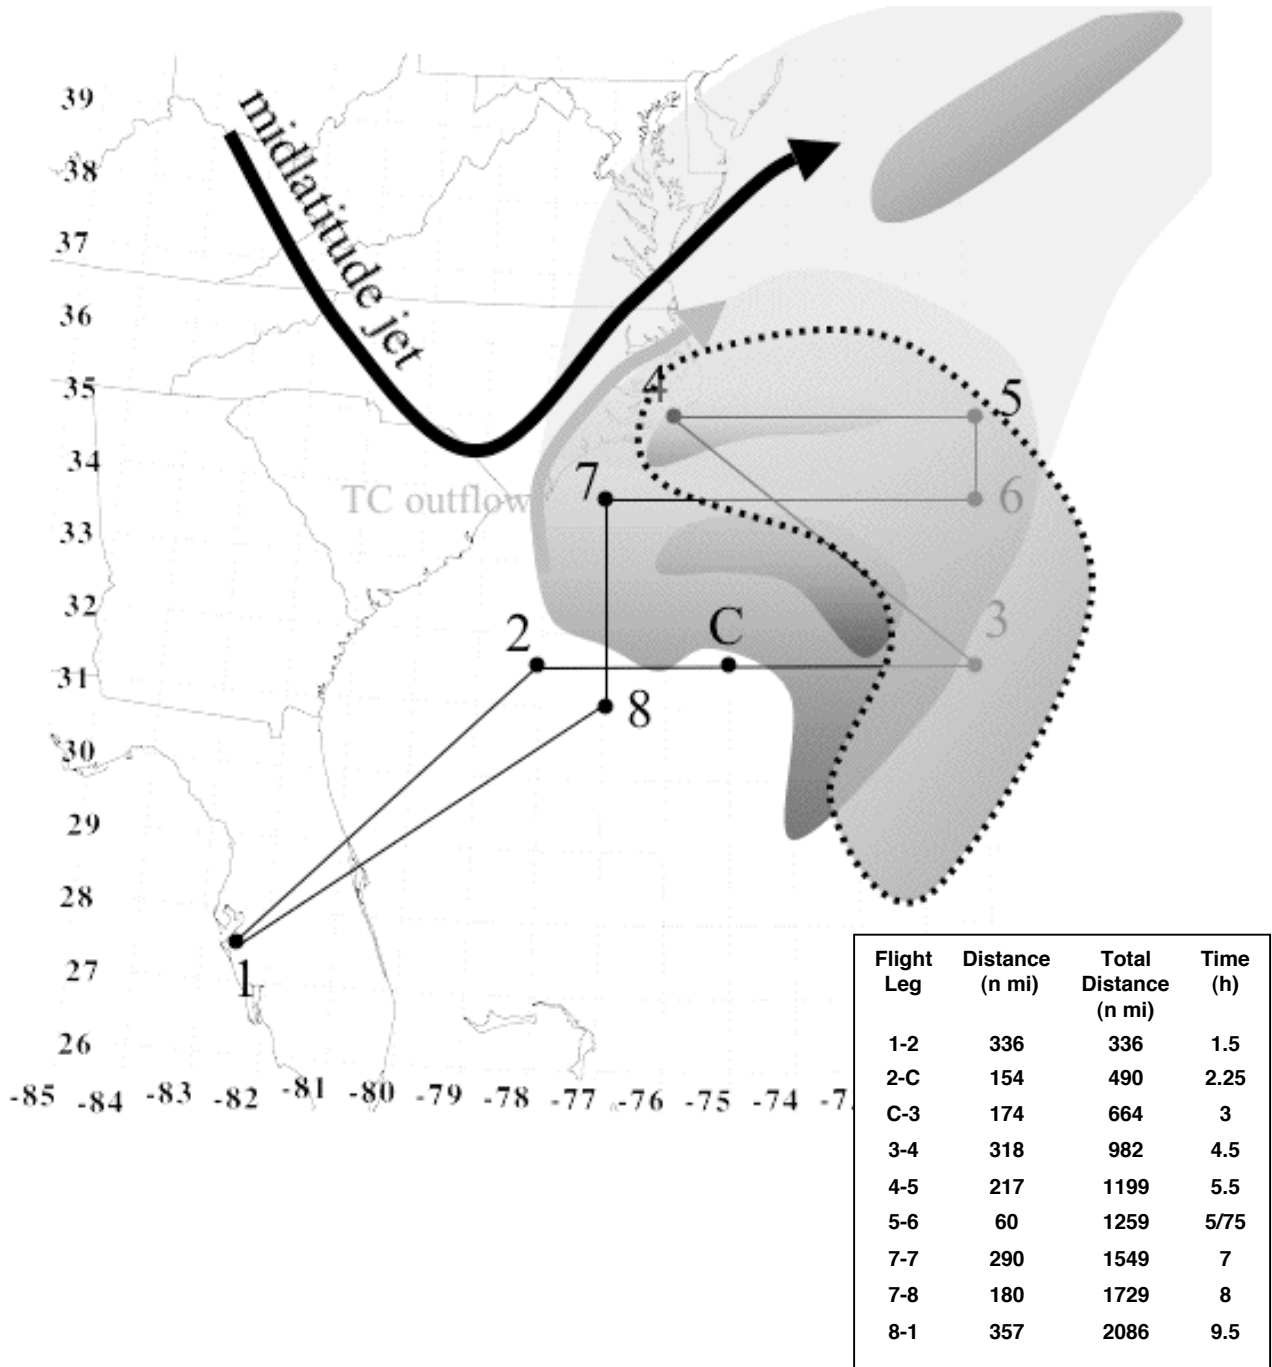 39
38
37
36
35
34
33
32
31
30
29
28
27
26
midlatitude jet
TC outflow
4
5
7
6
2
C
3
8
1
-85 -84 -83 -82 -81 -80 -79 -78 -77 -76 -75 -74 -7
Flight Leg Distance (n mi) Total Distance (n mi) Time (h)
1-2 336 336 1.5
2-C 154 490 2.25
C-3 174 664 3
3-4 318 982 4.5
4-5 217 1199 5.5
5-6 60 1259 5/75
7-7 290 1549 7
7-8 180 1729 8
8-1 357 2086 9.5